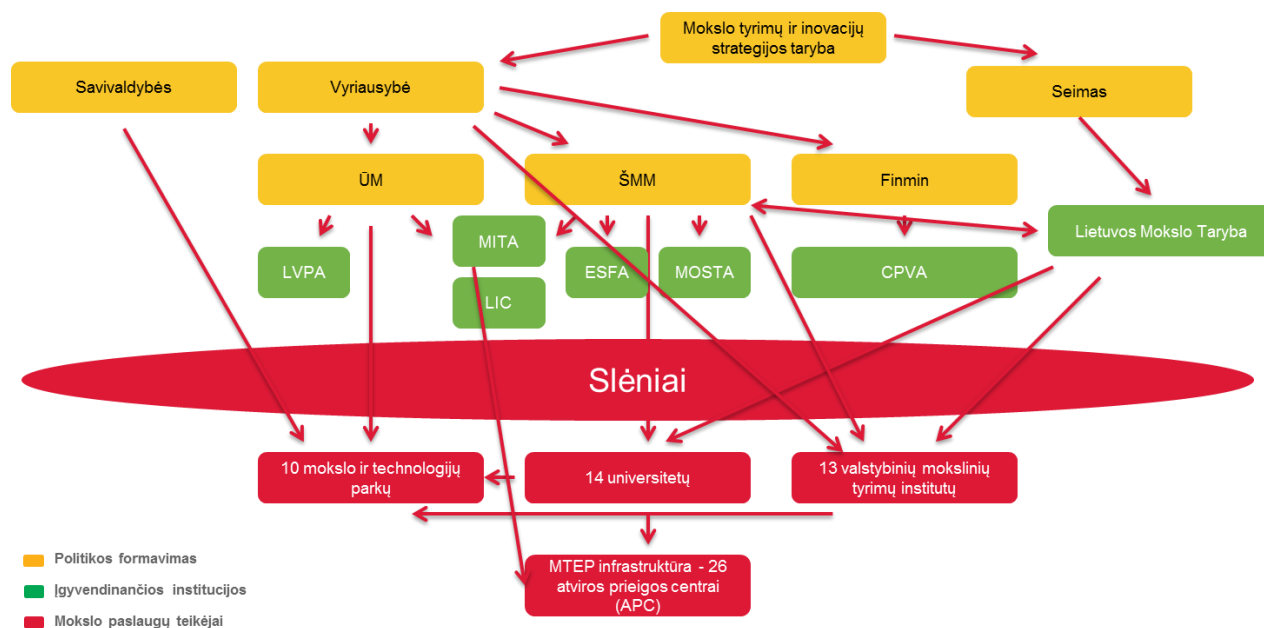 Mokslo tyrimų ir inovacijų
strategijos taryba
Savivaldybės
Vyriausybė
Seimas
ŪM
ŠMM
Finmin
Lietuvos Mokslo Taryba
MITA
LVPA
ESFA
MOSTA
CPVA
LIC
Slėniai
10 mokslo ir technologijų
parkų
14 universitetų
13 valstybinių mokslinių
tyrimų institutų
MTEP infrastruktūra - 26
atviros prieigos centrai
(APC)
Politikos formavimas
Įgyvendinančios institucijos
Mokslo paslaugų teikėjai